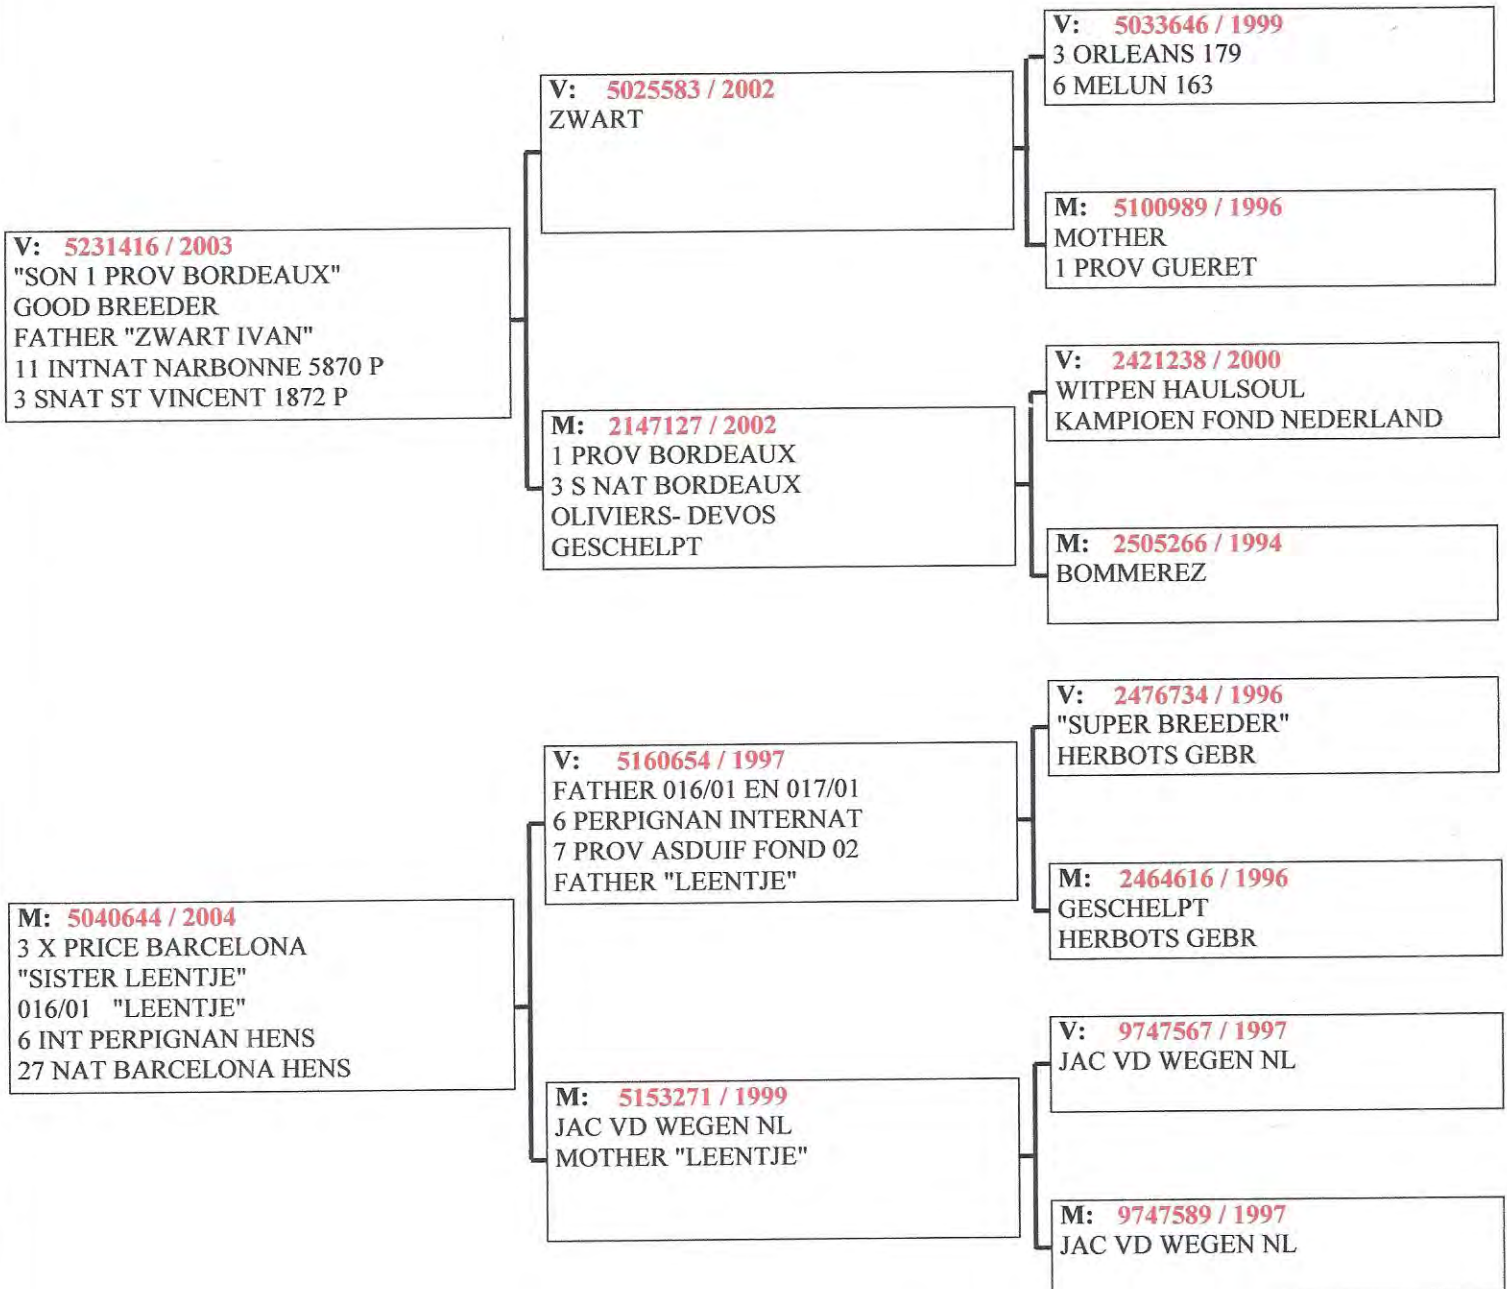 V: 5231416 / 2003
"SON 1 PROV BORDEAUX"
GOOD BREEDER
FATHER "ZWART IVAN"
11 INTNAT NARBONNE 5870 P
3 SNAT ST VINCENT 1872 P
V: 5025583 / 2002
ZWART
M: 2147127 / 2002
1 PROV BORDEAUX
3 S NAT BORDEAUX
OLIVIERS- DEVOS
GESCHELPT
V: 5033646 / 1999
3 ORLEANS 179
6 MELUN 163
M: 5100989 / 1996
MOTHER
1 PROV GUERET
V: 2421238 / 2000
WITPEN HAULSOUL
KAMPIOEN FOND NEDERLAND
M: 2505266 / 1994
BOMMEREZ
M: 5040644 / 2004
3 X PRICE BARCELONA
"SISTER LEENTJE"
016/01 "LEENTJE"
6 INT PERPIGNAN HENS
27 NAT BARCELONA HENS
V: 5160654 / 1997
FATHER 016/01 EN 017/01
6 PERPIGNAN INTERNAT
7 PROV ASDUIF FOND 02
FATHER "LEENTJE"
M: 5153271 / 1999
JAC VD WEGEN NL
MOTHER "LEENTJE"
V: 2476734 / 1996
"SUPER BREEDER"
HERBOTS GEBR
M: 2464616 / 1996
GESCHELPT
HERBOTS GEBR
V: 9747567 / 1997
JAC VD WEGEN NL
M: 9747589 / 1997
JAC VD WEGEN NL